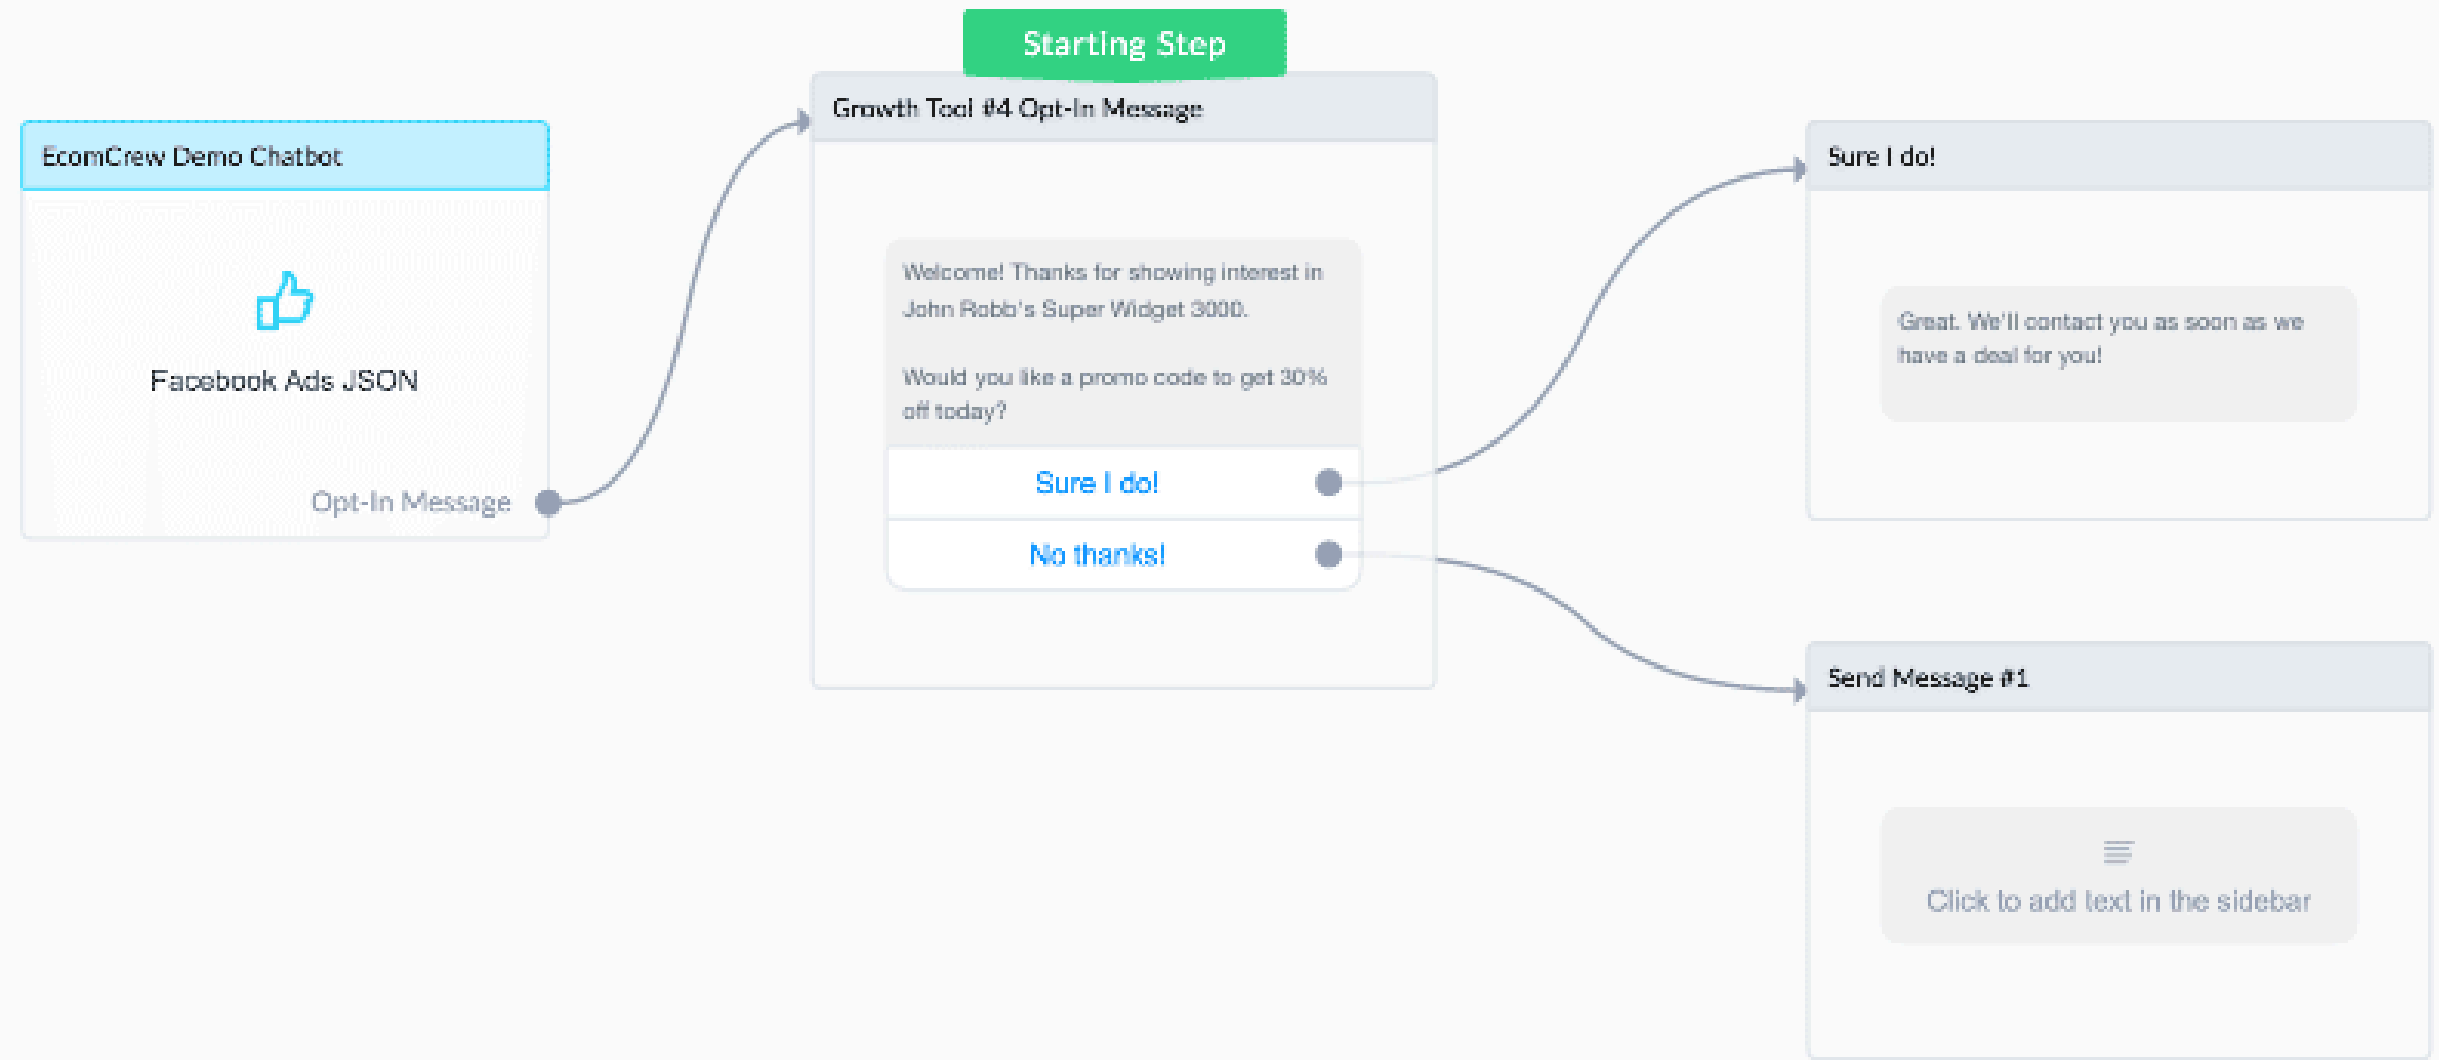 Starting Step
EcomCrew Demo Chatbot
Facebook Ads JSON
Opt-In Message
Growth Tool #4 Opt-In Message
Welcome! Thanks for showing interest in
John Robb's Super Widget 3000.
Would you like a promo code to get 30%
off today?
Sure I do!
No thanks!
Sure I do!
Great. We'll contact you as soon as we
have a deal for you!
Send Message #1
Click to add text in the sidebar